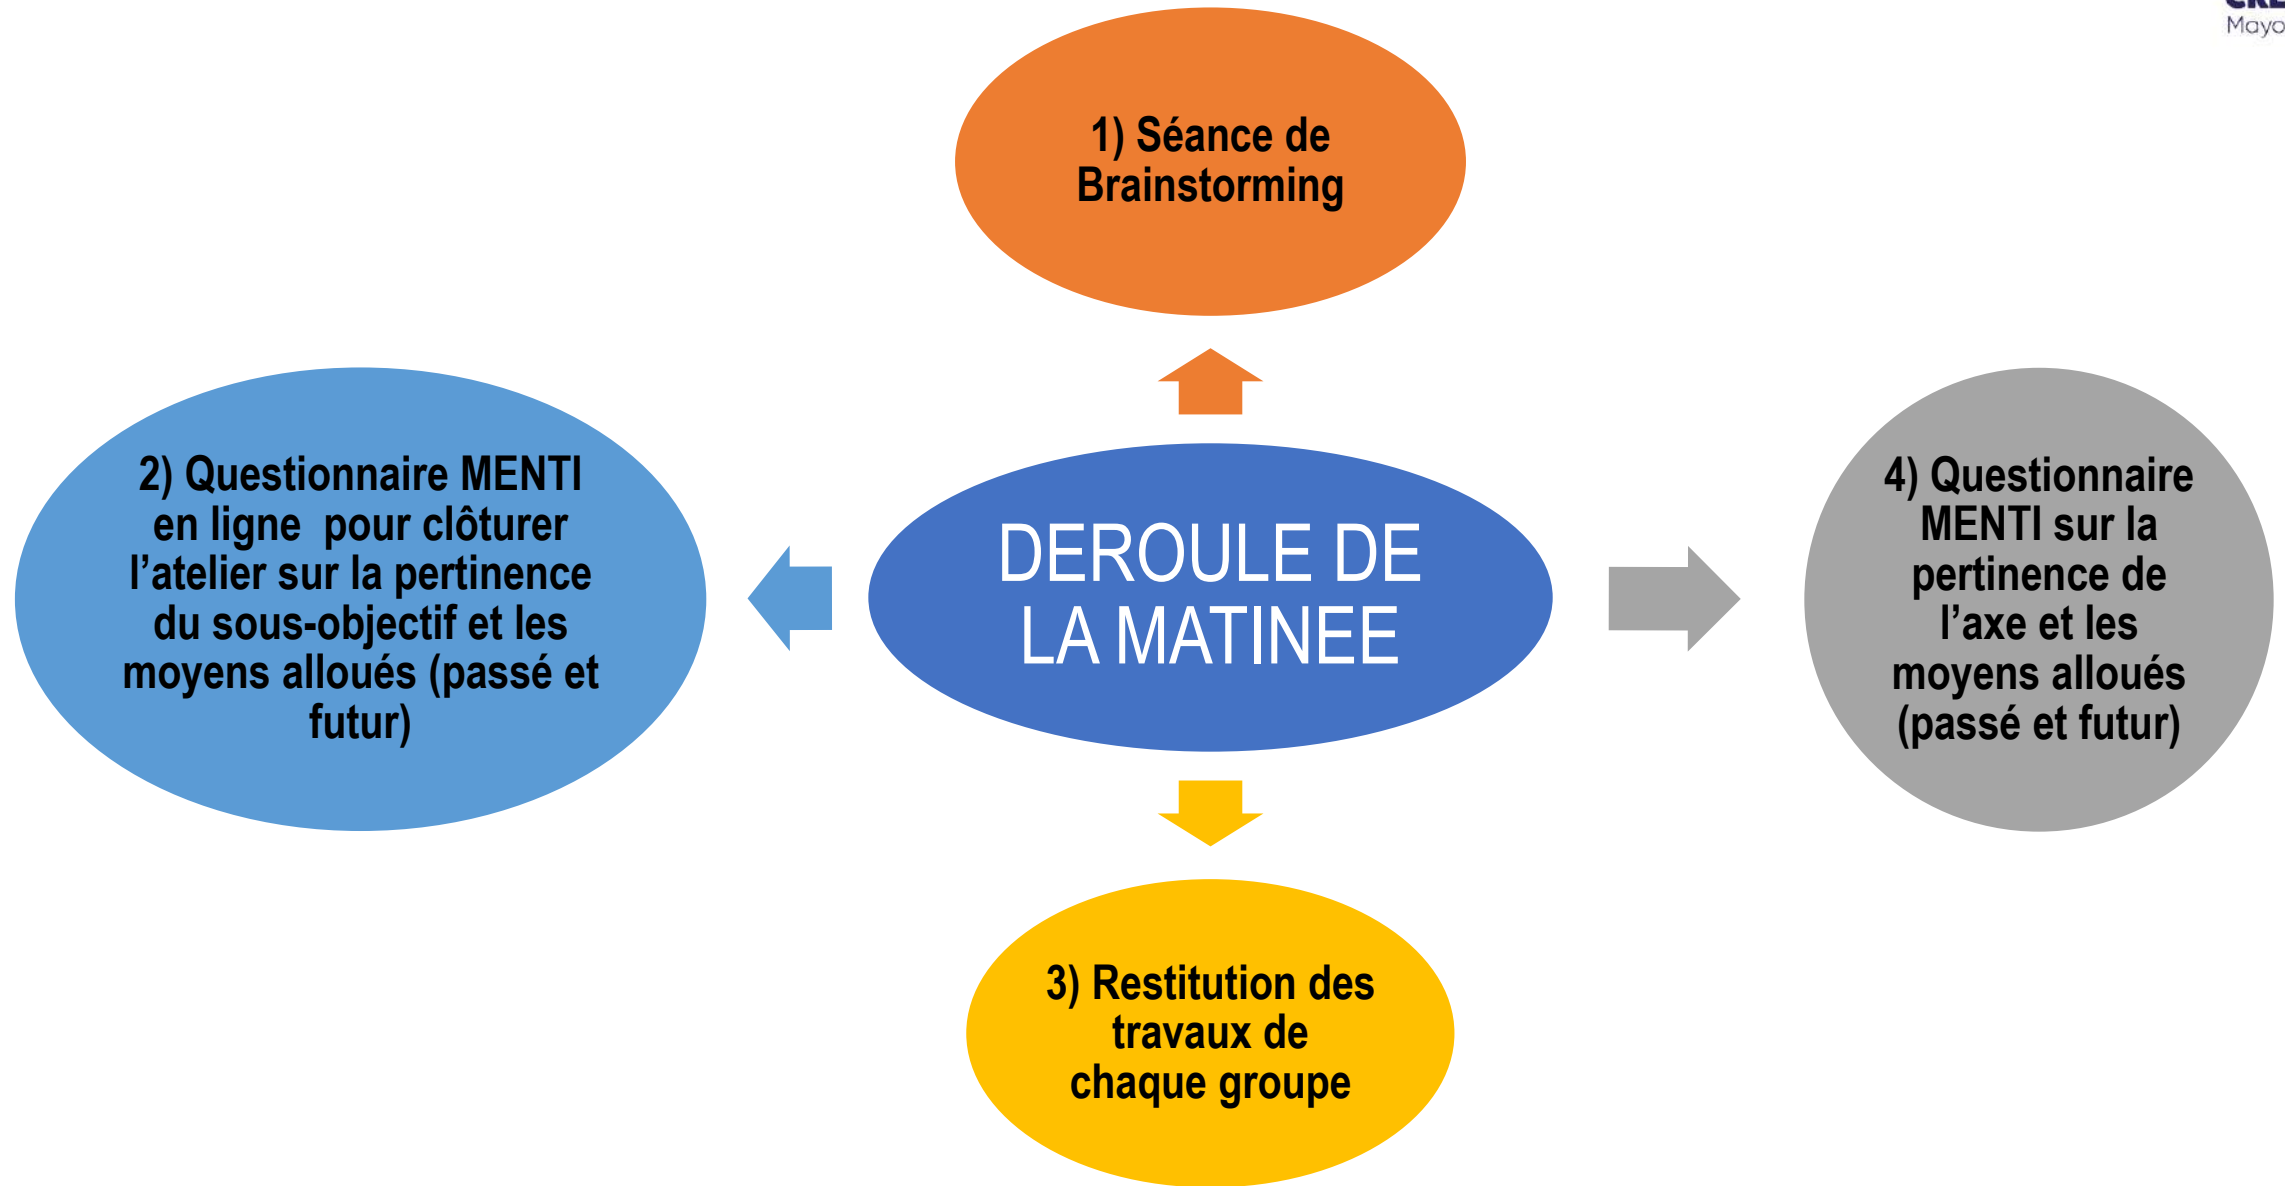 Mayo
1) Séance de
Brainstorming
2) Questionnaire MENTI
en ligne  pour clôturer
l’atelier sur la pertinence
du sous-objectif et les
moyens alloués (passé et
futur)
DEROULE DE
LA MATINEE
4) Questionnaire
MENTI sur la
pertinence de
l’axe et les
moyens alloués
(passé et futur)
3) Restitution des
travaux de
chaque groupe